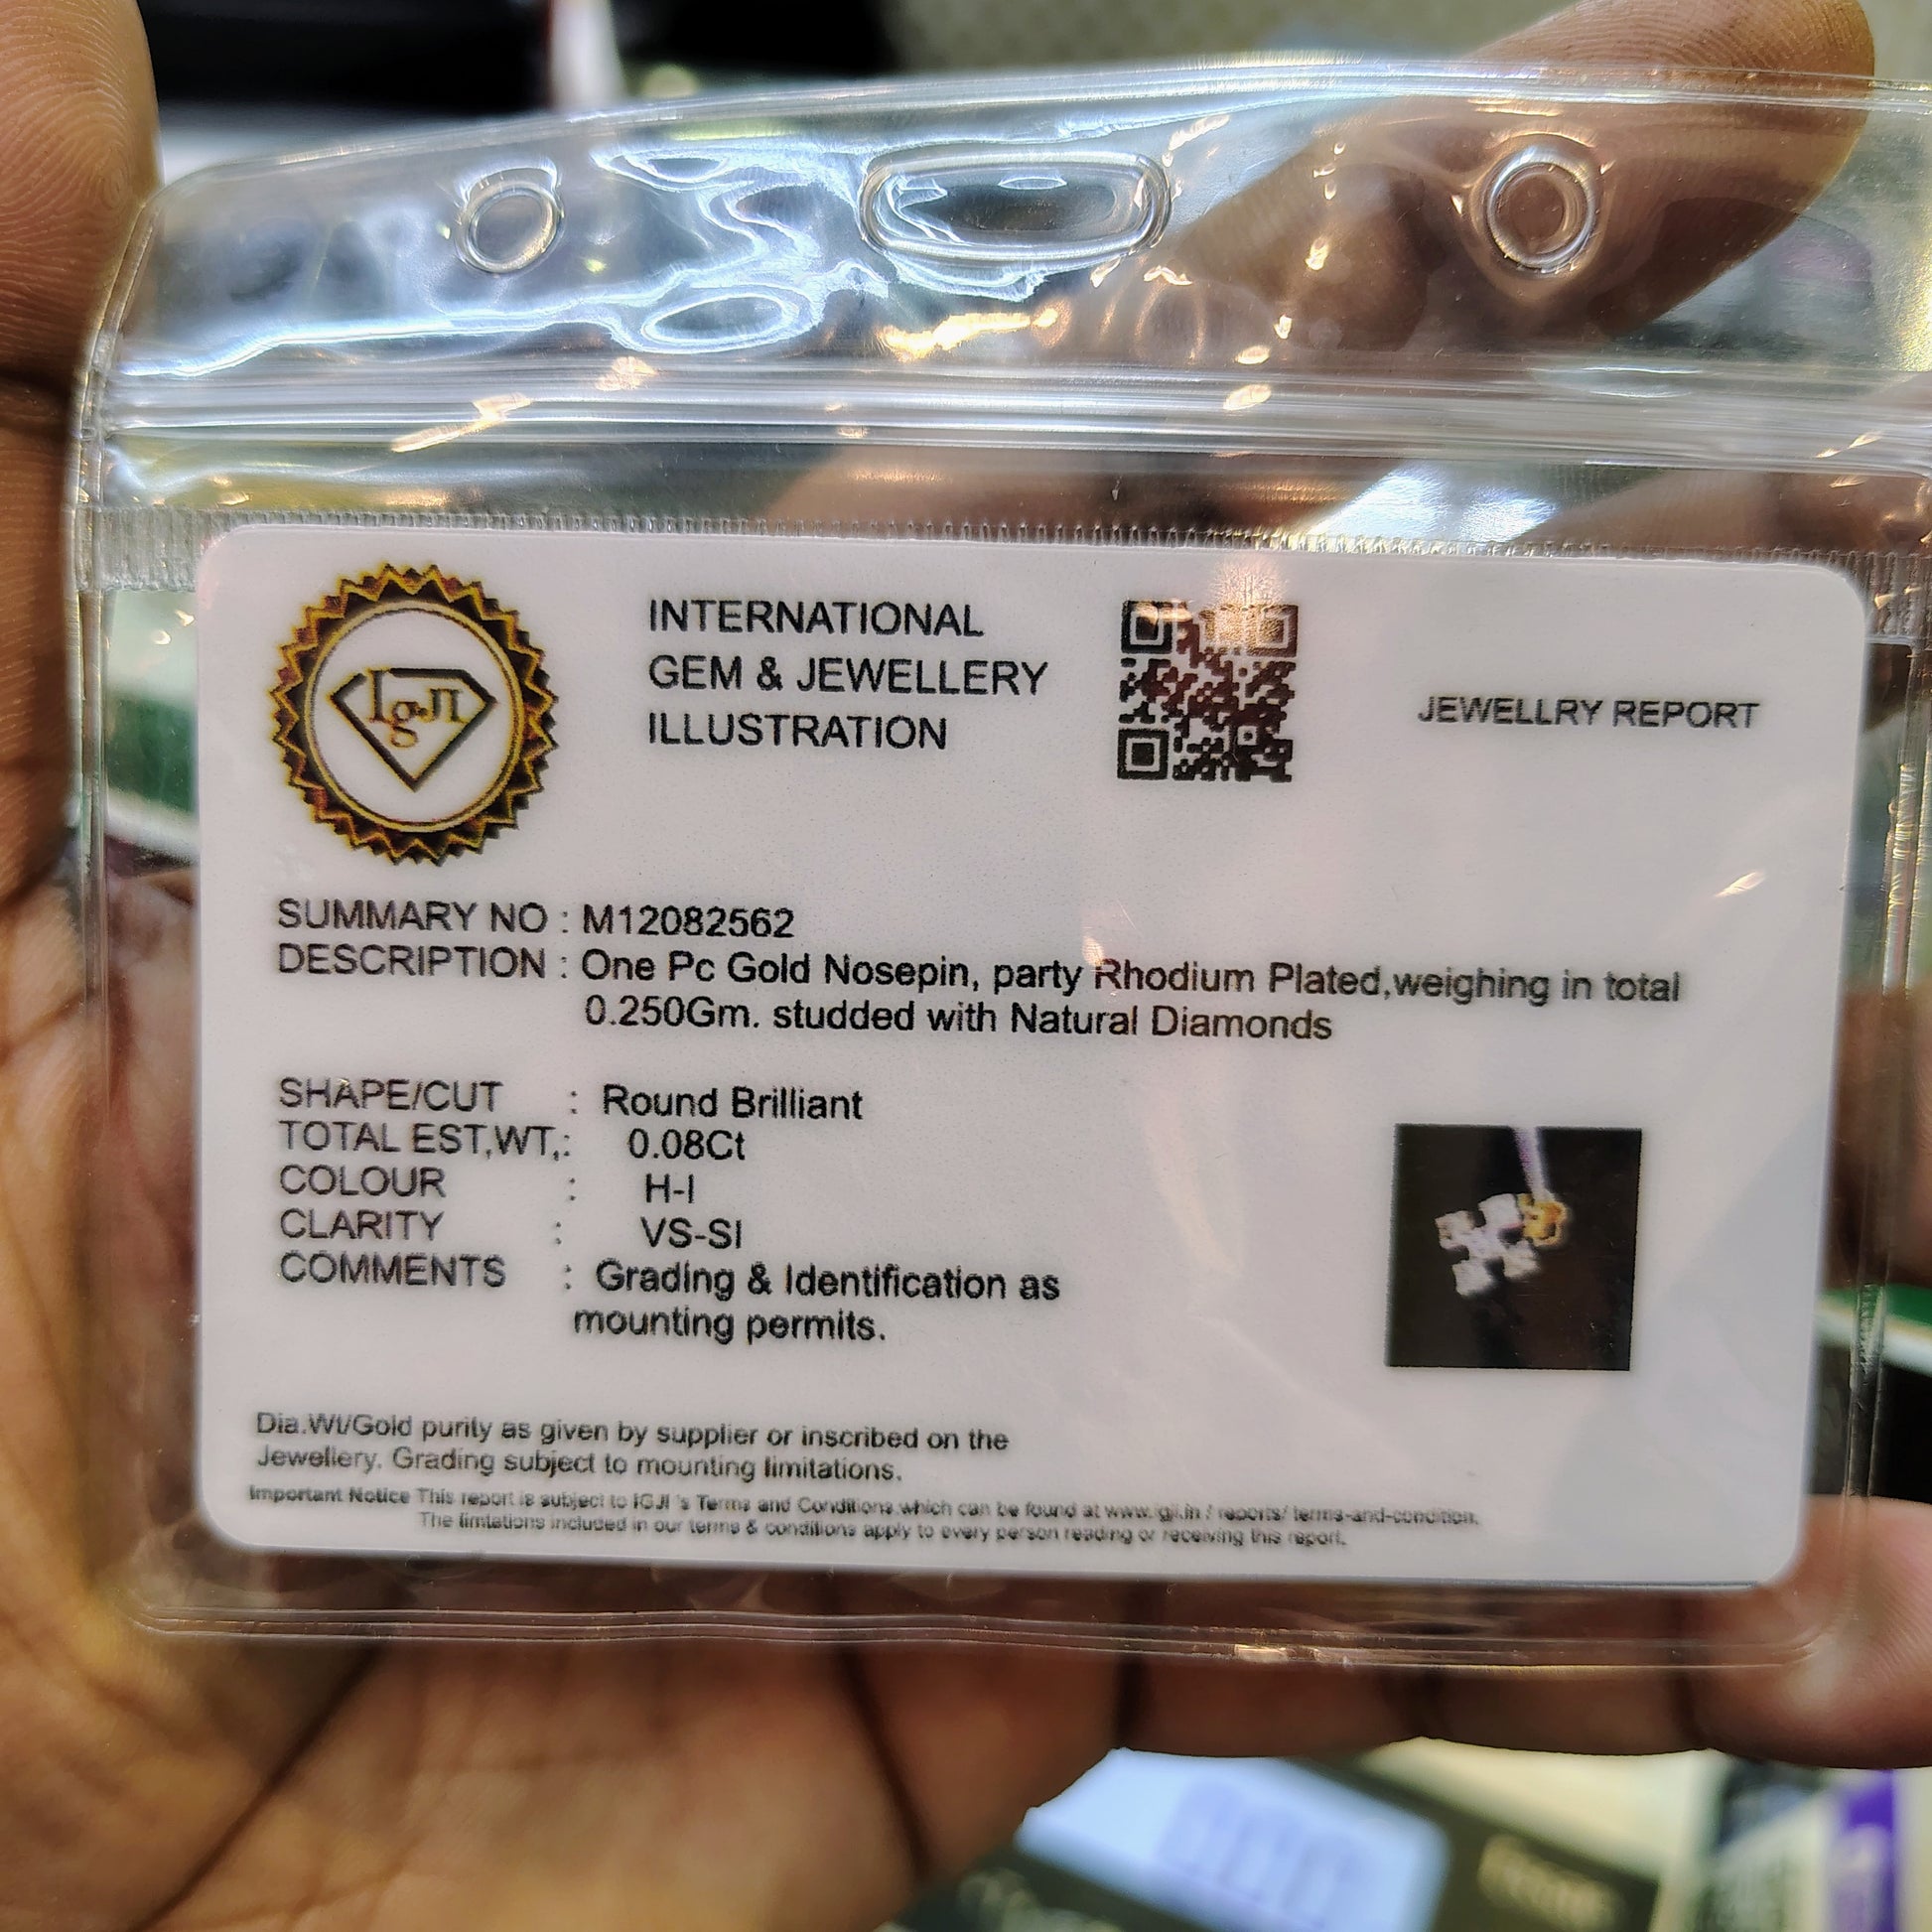 IgJI
INTERNATIONAL
GEM & JEWELLERY
ILLUSTRATION
JEWELLRY REPORT
SUMMARY NO : M12082562
DESCRIPTION : One Pc Gold Nosepin, party Rhodium Plated,weighing in total
0.250Gm. studded with Natural Diamonds
SHAPE/CUT : Round Brilliant
TOTAL EST,WT,: 0.08Ct
COLOUR : H-I
CLARITY : VS-SI
COMMENTS : Grading & Identification as
mounting permits.
Dia.Wt/Gold purity as given by supplier or inscribed on the
Jewellery. Grading subject to mounting limitations.
Important Notice This report is subject to IGJI 's Terms and Conditions which can be found at www.igji.in / reports/ terms-and-condition.
The limtations included in our terms & conditions apply to every person reading or receiving this report.